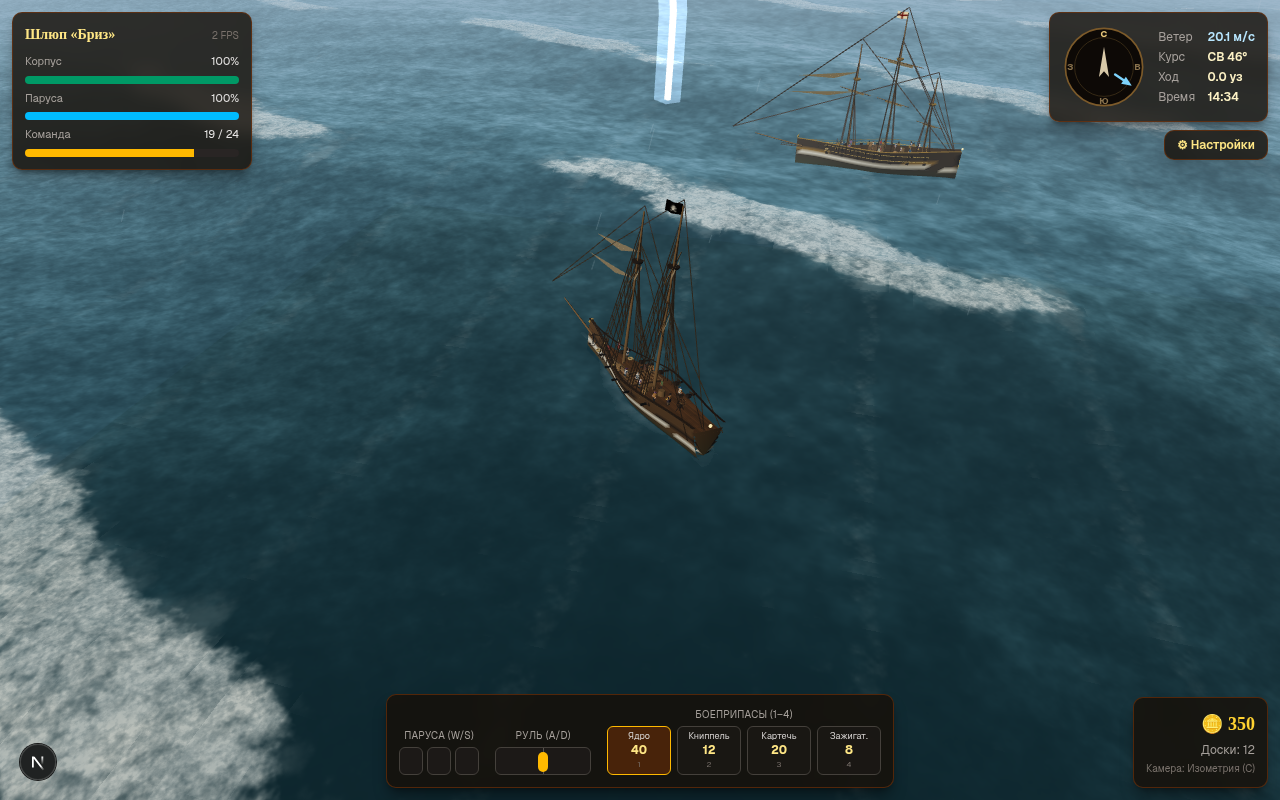 Шлюп «Бриз»
2 FPS
Корпус 100%
Паруса 100%
Команда 19 / 24
С
З В
Ю
Ветер 20.1 м/с
Курс СВ 46°
Ход 0.0 уз
Время 14:34
⚙ Настройки
ПАРУСА (W/S)
РУЛЬ (A/D)
БОЕПРИПАСЫ (1–4)
Ядро
40
1
Книппель
12
2
Картечь
20
3
Зажигат.
8
4
350
Доски: 12
Камера: Изометрия (C)
N